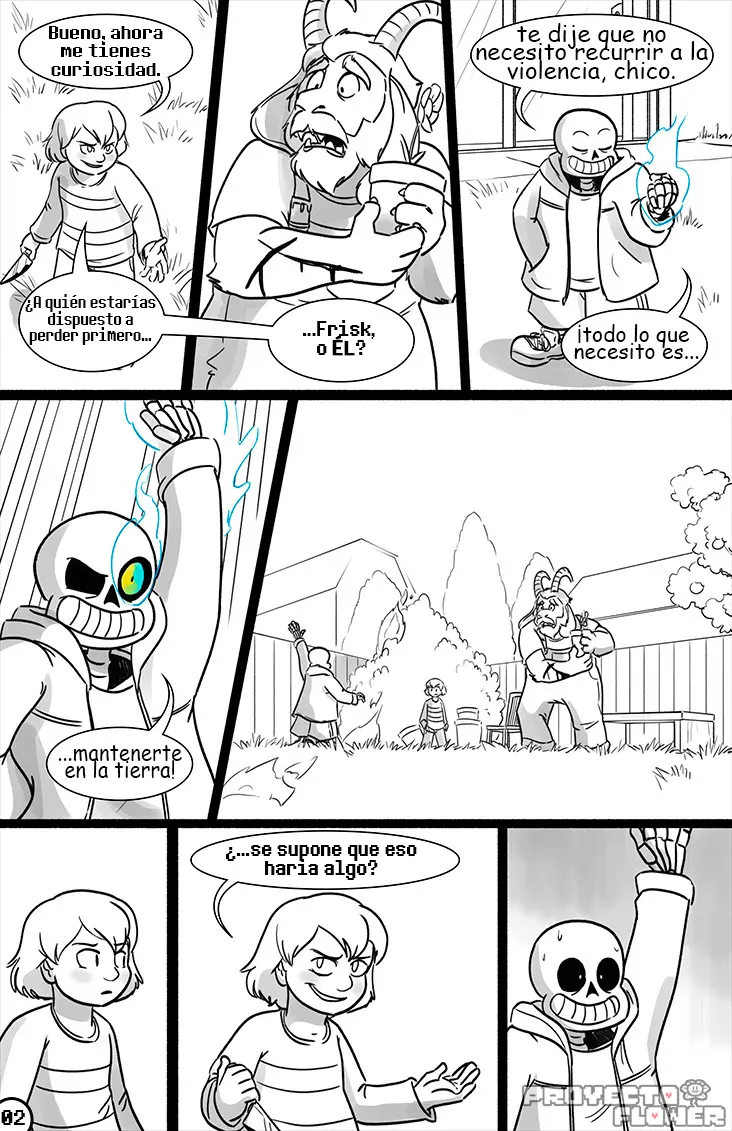 Bueno, ahora
me tienes
curiosidad.
¿A quién estarías
dispuesto a
perder primero...
...Frisk,
o ÉL?
te dije que no
necesito recurrir a la
violencia, chico.
¡todo lo que
necesito es...
...mantenerte
en la tierra!
¿...se supone que eso
haria algo?
02
PROYECTO
FLOWER